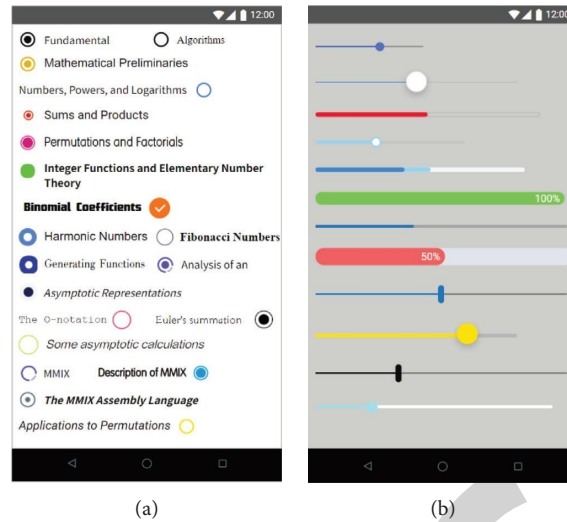 12:00
Fundamental Algorithms
Mathematical Preliminaries
Numbers, Powers, and Logarithms
Sums and Products
Permutations and Factorials
Integer Functions and Elementary Number
Theory
Binomial Coefficients
Harmonic Numbers Fibonacci Numbers
Generating Functions Analysis of an
Asymptotic Representations
The O-notation Euler's summation
Some asymptotic calculations
MMIX Description of MMIX
The MMIX Assembly Language
Applications to Permutations
(a)
12:00
100%
50%
(b)